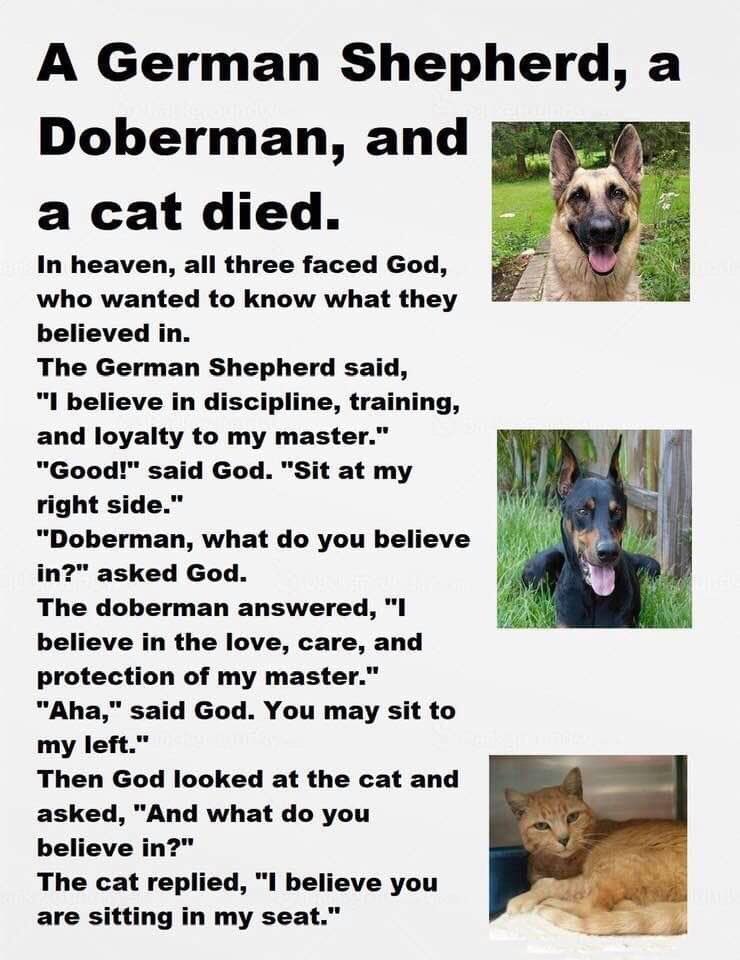 A German Shepherd, a
Doberman, and
a cat died.
In heaven, all three faced God,
who wanted to know what they
believed in.
The German Shepherd said,
"I believe in discipline, training,
and loyalty to my master."
"Good!" said God. "Sit at my
right side."
"Doberman, what do you believe
in?" asked God.
The doberman answered, "I
believe in the love, care, and
protection of my master."
"Aha," said God. You may sit to
my left."
Then God looked at the cat and
asked, "And what do you
believe in?"
The cat replied, "I believe you
are sitting in my seat."